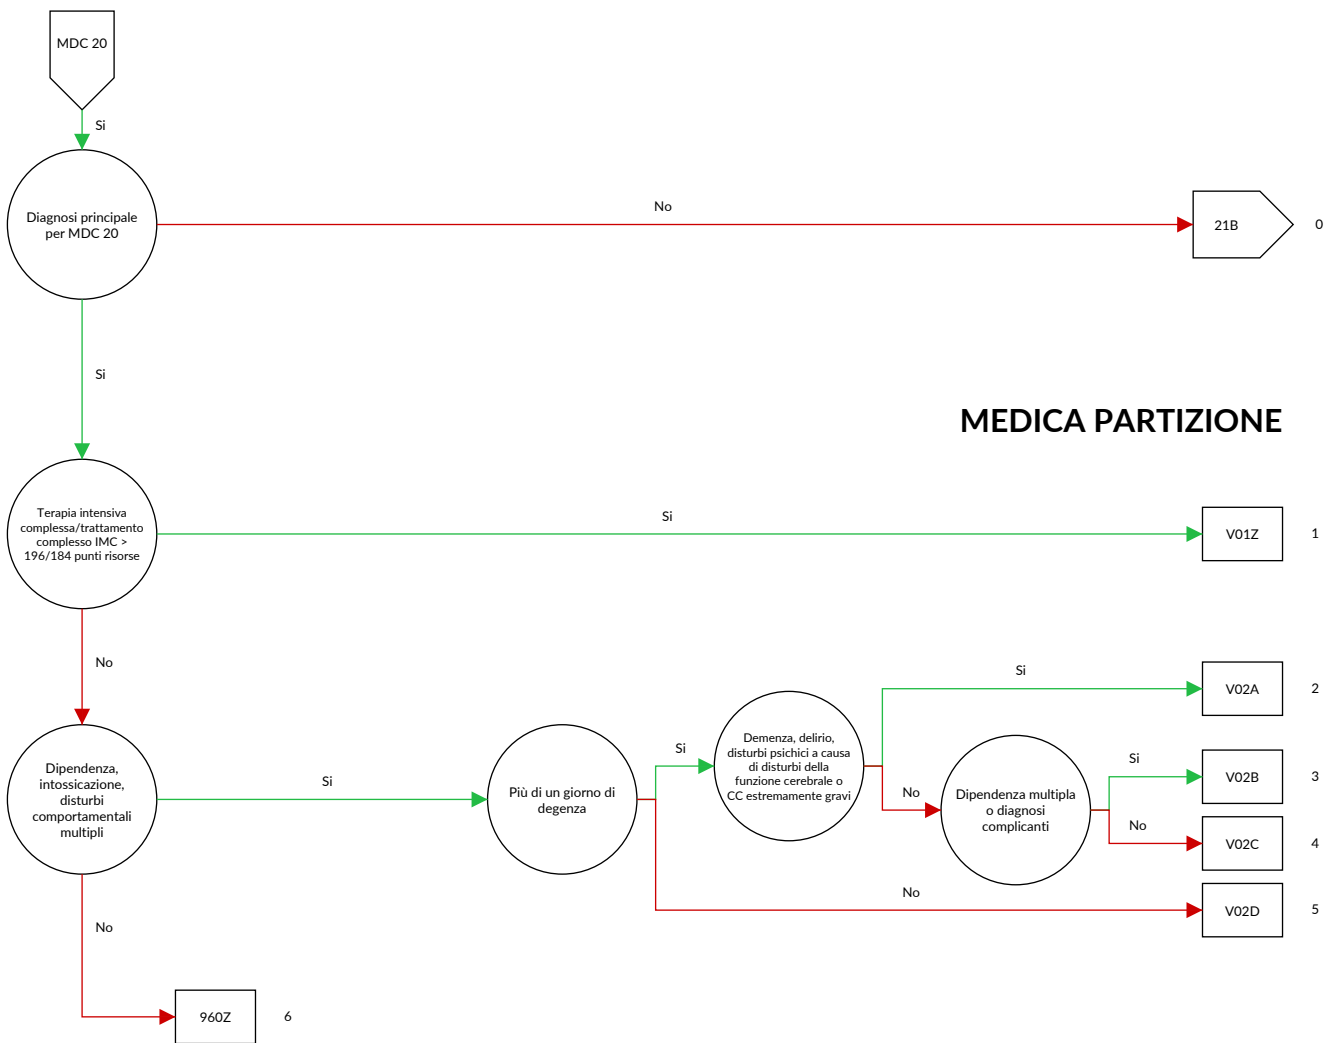 MDC 20
Si
Diagnosi principale
per MDC 20
No
21B
0
Si
MEDICA PARTIZIONE
Terapia intensiva
complessa/trattamento
complesso IMC >
196/184 punti risorse
Si
V01Z
1
No
Dipendenza,
intossicazione,
disturbi
comportamentali
multipli
Si
Più di un giorno di
degenza
Si
Demenza, delirio,
disturbi psichici a causa
di disturbi della
funzione cerebrale o
CC estremamente gravi
Si
V02A
2
No
Dipendenza multipla
o diagnosi
complicanti
Si
V02B
3
No
V02C
4
No
V02D
5
No
960Z
6